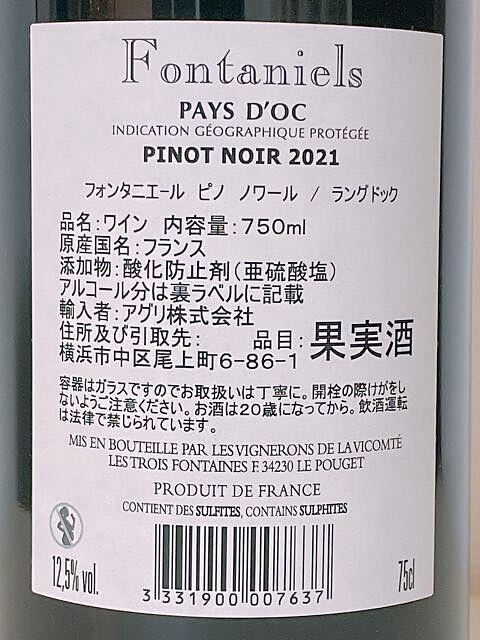 Fontaniels
PAYS D'OC
INDICATION GÉOGRAPHIQUE PROTÉGÉE
PINOT NOIR 2021
フォンタニエール ピノ ノワール / ラングドック
品名:ワイン 内容量:750ml
原産国名:フランス
添加物:酸化防止剤(亜硫酸塩)
アルコール分は裏ラベルに記載
輸入者:アグリ株式会社
住所及び引取先: 品目:果実酒
横浜市中区尾上町6-86-1
容器はガラスですのでお取扱いは丁寧に。開栓の際けがをし
ないようご注意ください。お酒は20歳になってから。飲酒運転
は法律で禁じられています。
MIS EN BOUTEILLE PAR LES VIGNERONS DE LA VICOMTÉ
LES TROIS FONTAINES F. 34230 LE POUGET
PRODUIT DE FRANCE
CONTIENT DES SULFITES, CONTAINS SULPHITES
12,5% vol.
3 331900 007637
75cl